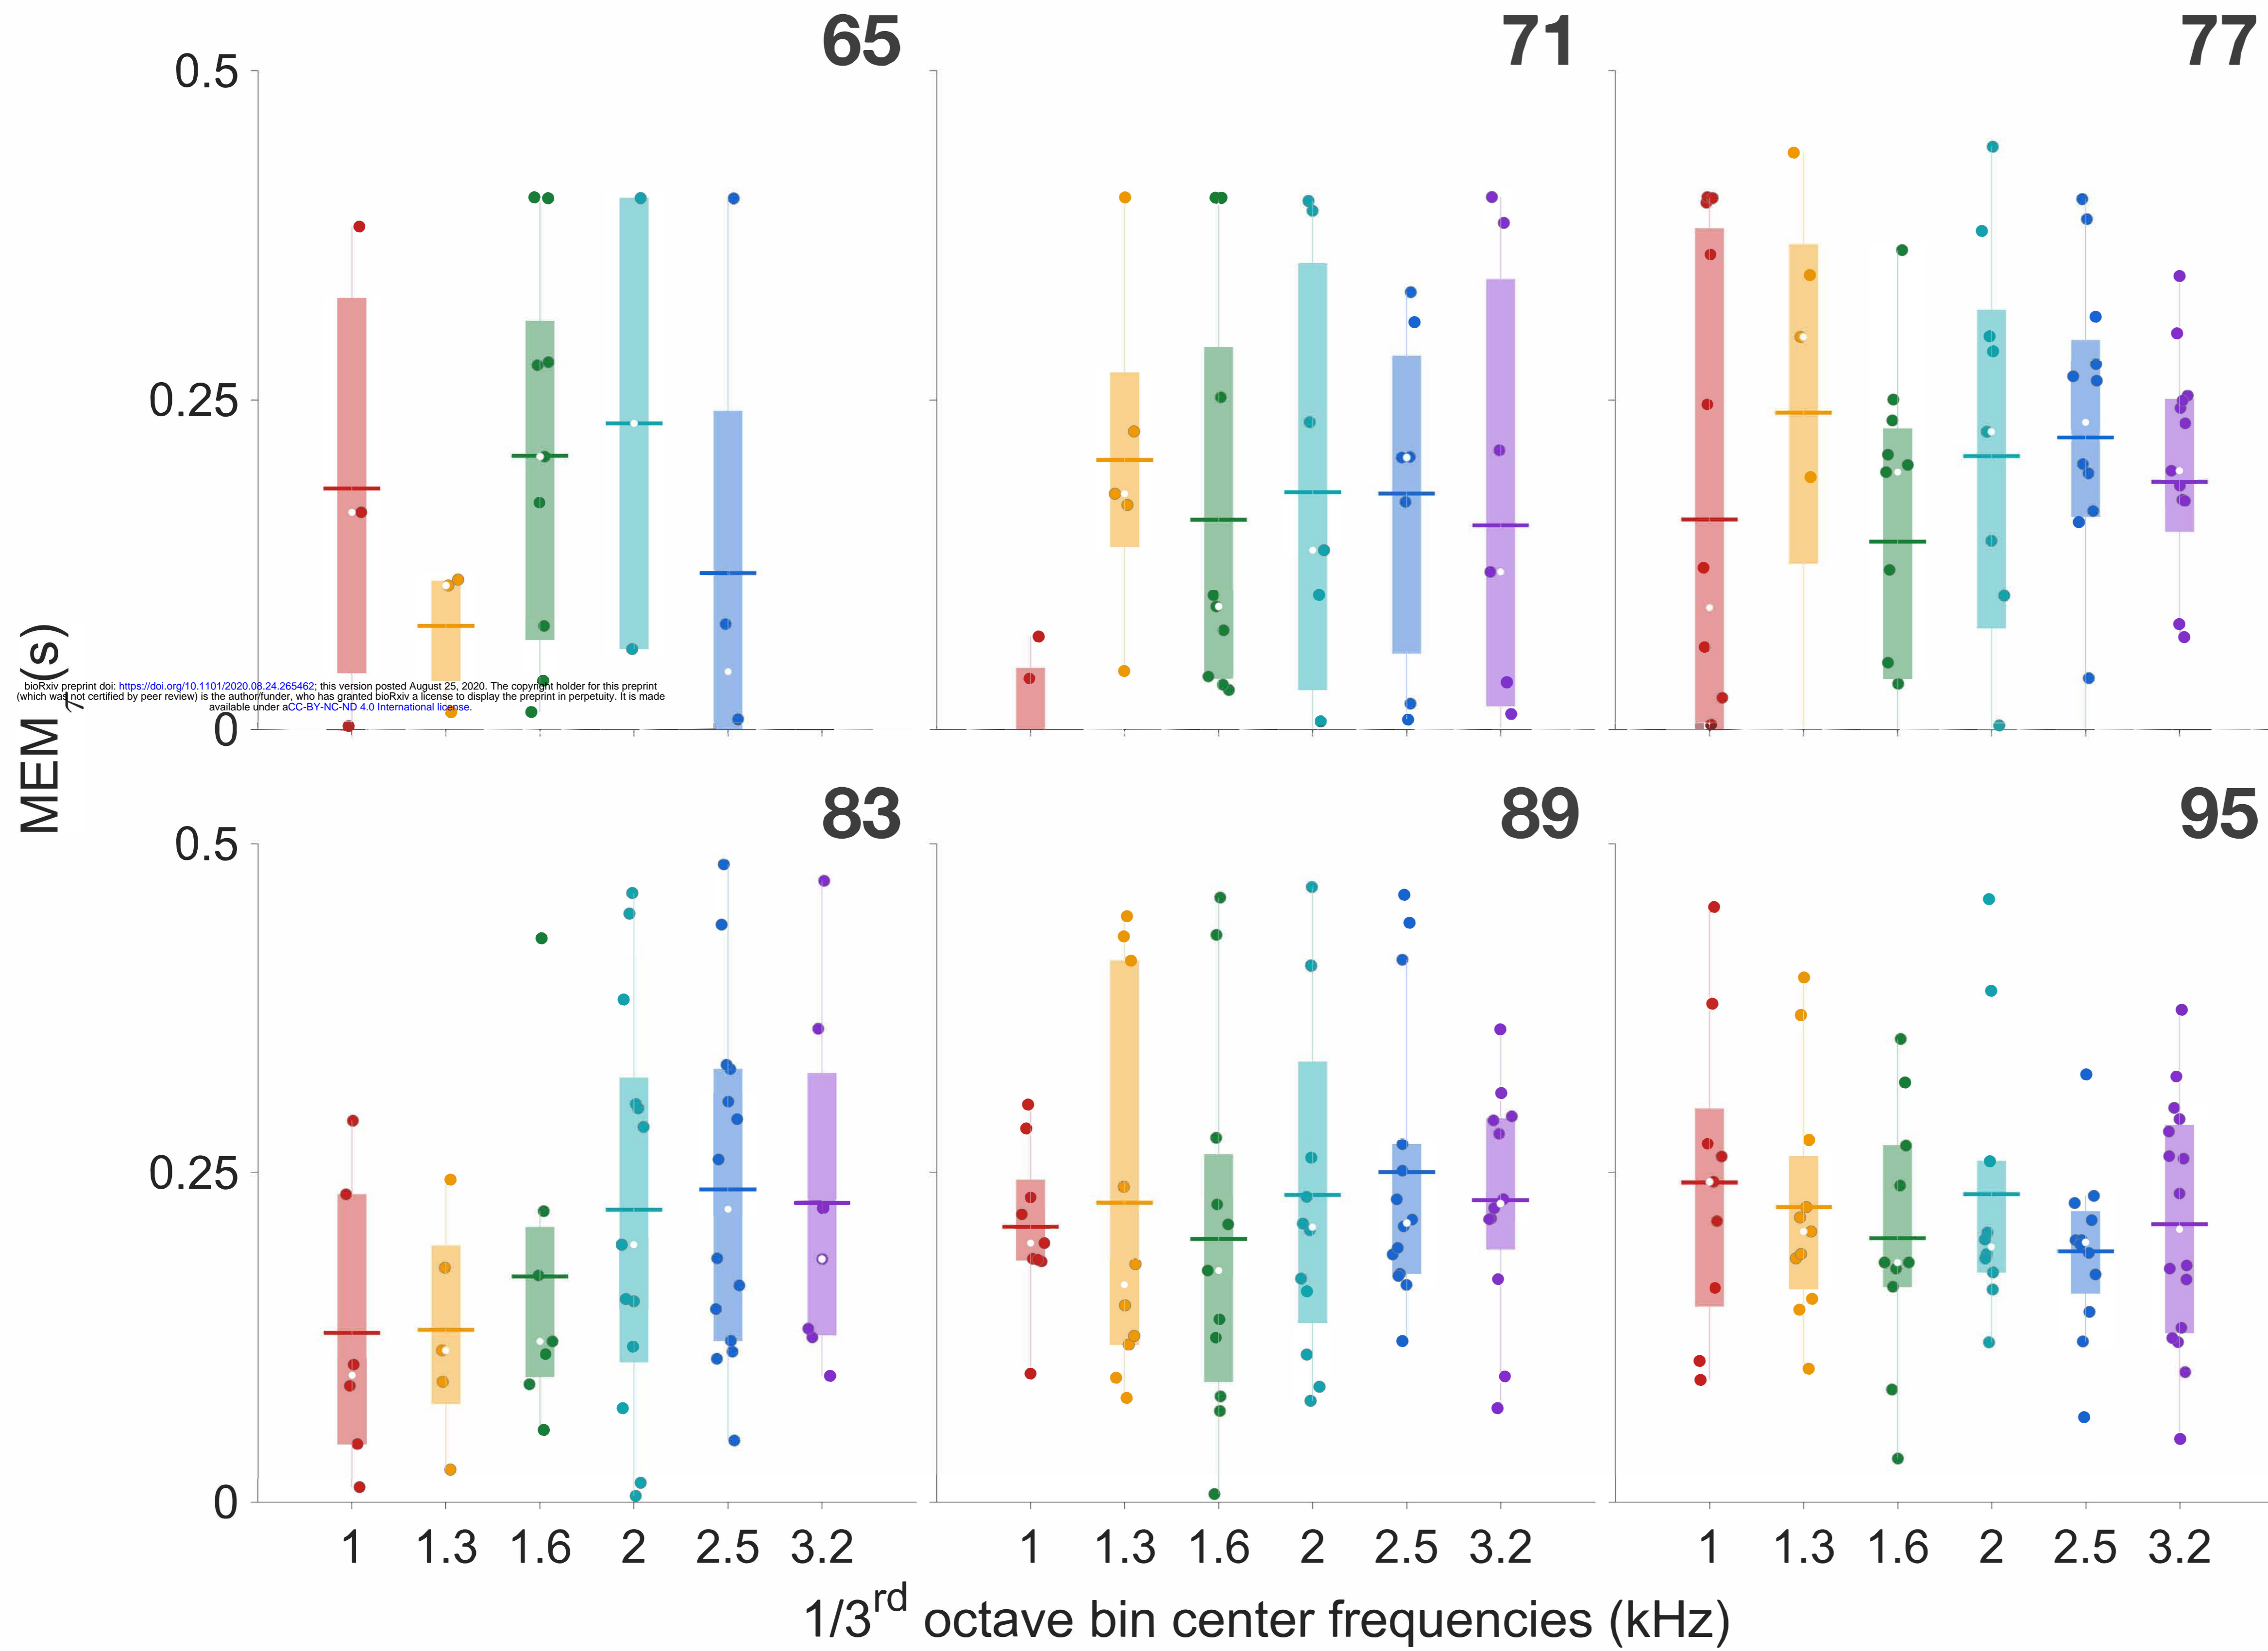 65 71 77
0.5
0.25
0
MEM τ (s)
bioRxiv preprint doi: https://doi.org/10.1101/2020.08.24.265462; this version posted August 25, 2020. The copyright holder for this preprint
(which was not certified by peer review) is the author/funder, who has granted bioRxiv a license to display the preprint in perpetuity. It is made
available under aCC-BY-NC-ND 4.0 International license.
83 89 95
0.5
0.25
0
1 1.3 1.6 2 2.5 3.2 1 1.3 1.6 2 2.5 3.2 1 1.3 1.6 2 2.5 3.2
1/3rd octave bin center frequencies (kHz)